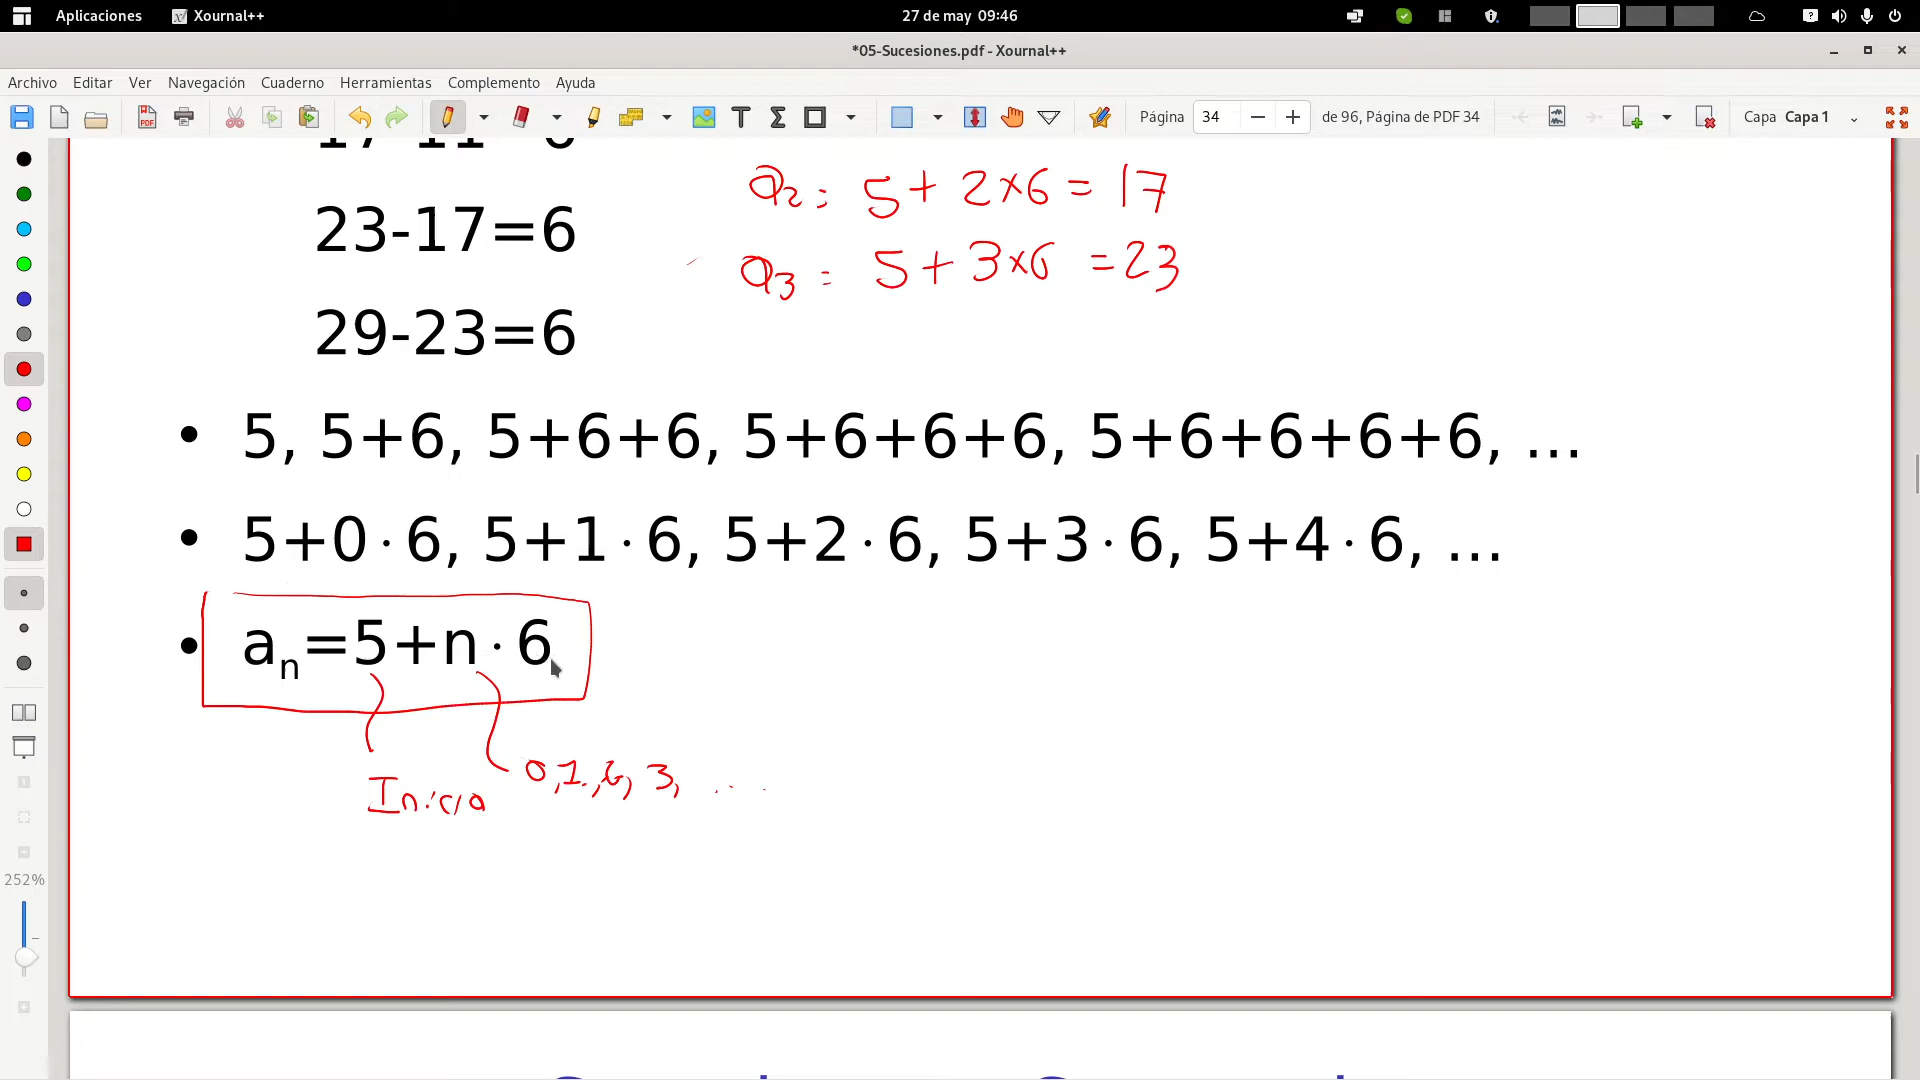 Aplicaciones Xournal++ 27 de may 09:46
*05-Sucesiones.pdf - Xournal++
Archivo Editar Ver Navegación Cuaderno Herramientas Complemento Ayuda
Página 34 de 96, Página de PDF 34 Capa Capa 1
17-11=6
a2 = 5 + 2×6 = 17
23-17=6
a3 = 5 + 3×6 = 23
29-23=6
• 5, 5+6, 5+6+6, 5+6+6+6, 5+6+6+6+6, ...
• 5+0·6, 5+1·6, 5+2·6, 5+3·6, 5+4·6, ...
• an=5+n·6
0,1, 3, ....
Inicia
252%